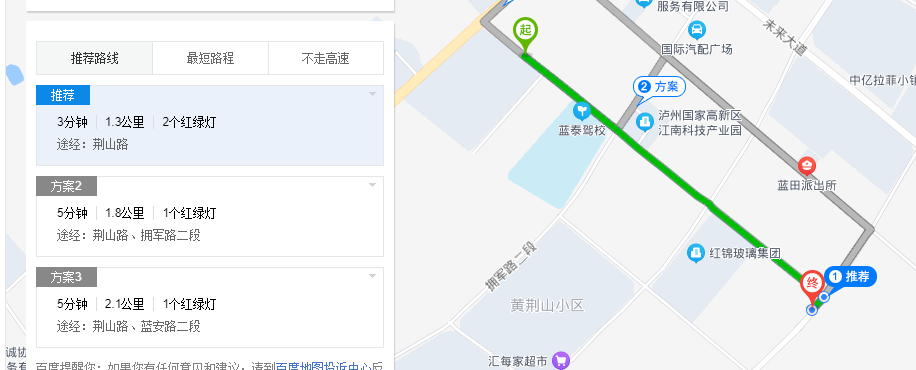 推荐路线
最短路程
不走高速
推荐
3分钟 1.3公里 2个红绿灯
途经：荆山路
方案2
5分钟 1.8公里 1个红绿灯
途经：荆山路、拥军路二段
方案3
5分钟 2.1公里 1个红绿灯
途经：荆山路、蓝安路二段
百度提醒您：如果您有任何意见和建议，请到百度地图投诉中心反
诚协
务有
服务有限公司
起
国际汽配广场
未来大道
中亿拉菲小镇
2 方案
泸州国家高新区
江南科技产业园
蓝泰驾校
蓝田派出所
拥军路二段
红锦玻璃集团
1 推荐
终
黄荆山小区
汇每家超市